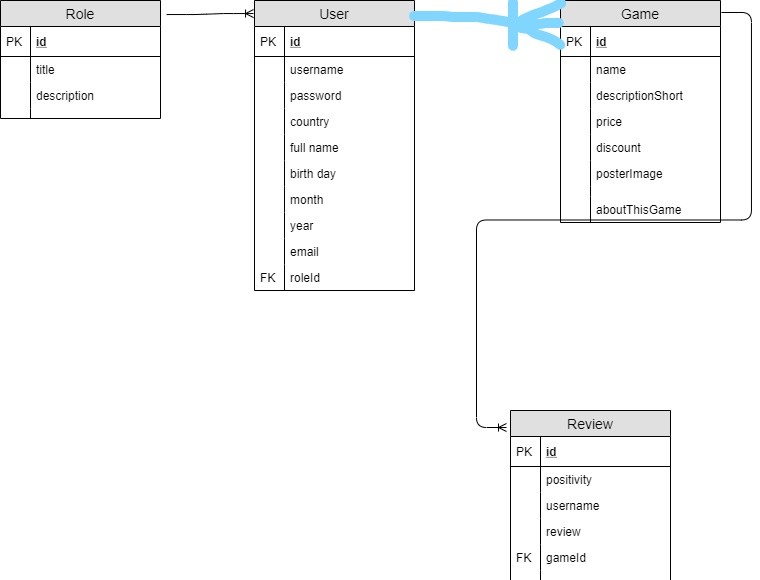 Role
PK id
title
description
User
PK id
username
password
country
full name
birth day
month
year
email
FK roleId
Game
PK id
name
descriptionShort
price
discount
posterImage
aboutThisGame
Review
PK id
positivity
username
review
FK gameId